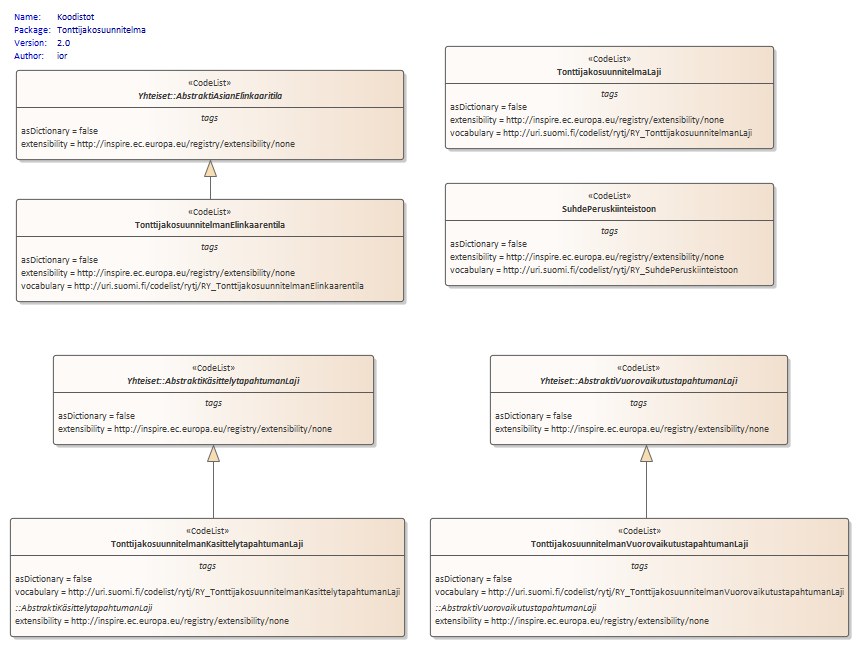 Name: Koodistot
Package: Tonttijakosuunnitelma
Version: 2.0
Author: ior
«CodeList»
Yhteiset::AbstraktiAsianElinkaaritila
tags
asDictionary = false
extensibility = http://inspire.ec.europa.eu/registry/extensibility/none
«CodeList»
TonttijakosuunnitelmaLaji
tags
asDictionary = false
extensibility = http://inspire.ec.europa.eu/registry/extensibility/none
vocabulary = http://uri.suomi.fi/codelist/rytj/RY_TonttijakosuunnitelmanLaji
«CodeList»
TonttijakosuunnitelmanElinkaarentila
tags
asDictionary = false
extensibility = http://inspire.ec.europa.eu/registry/extensibility/none
vocabulary = http://uri.suomi.fi/codelist/rytj/RY_TonttijakosuunnitelmanElinkaarentila
«CodeList»
SuhdePeruskiinteistoon
tags
asDictionary = false
extensibility = http://inspire.ec.europa.eu/registry/extensibility/none
vocabulary = http://uri.suomi.fi/codelist/rytj/RY_SuhdePeruskiinteistoon
«CodeList»
Yhteiset::AbstraktiKäsittelytapahtumanLaji
tags
asDictionary = false
extensibility = http://inspire.ec.europa.eu/registry/extensibility/none
«CodeList»
Yhteiset::AbstraktiVuorovaikutustapahtumanLaji
tags
asDictionary = false
extensibility = http://inspire.ec.europa.eu/registry/extensibility/none
«CodeList»
TonttijakosuunnitelmanKasittelytapahtumanLaji
tags
asDictionary = false
vocabulary = http://uri.suomi.fi/codelist/rytj/RY_TonttijakosuunnitelmanKasittelytapahtumanLaji
::AbstraktiKäsittelytapahtumanLaji
extensibility = http://inspire.ec.europa.eu/registry/extensibility/none
«CodeList»
TonttijakosuunnitelmanVuorovaikutustapahtumanLaji
tags
asDictionary = false
vocabulary = http://uri.suomi.fi/codelist/rytj/RY_TonttijakosuunnitelmanVuorovaikutustapahtumanLaji
::AbstraktiVuorovaikutustapahtumanLaji
extensibility = http://inspire.ec.europa.eu/registry/extensibility/none